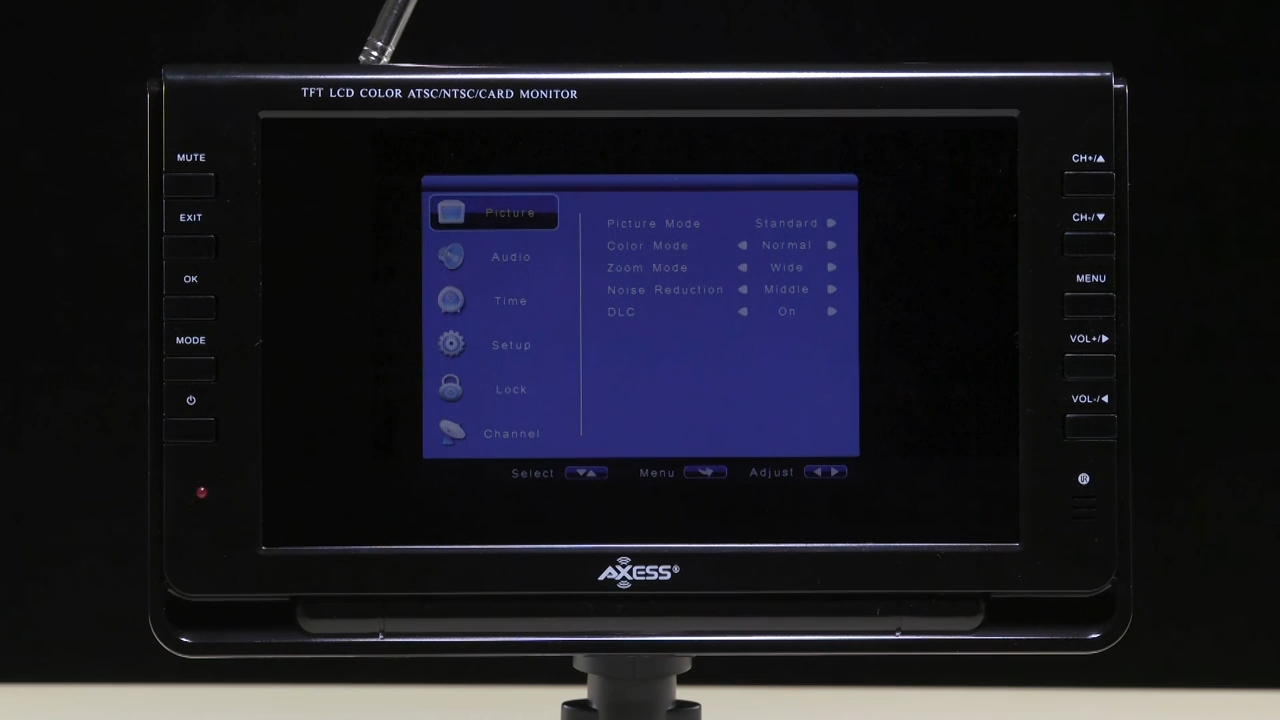 TFT LCD COLOR ATSC/NTSC/CARD MONITOR
MUTE
EXIT
OK
MODE
Picture
Audio
Time
Setup
Lock
Channel
Picture Mode Standard
Color Mode Normal
Zoom Mode Wide
Noise Reduction Middle
DLC On
Select Menu Adjust
CH+/▲
CH-/▼
MENU
VOL+/▶
VOL-/◀
IR
AXESS®